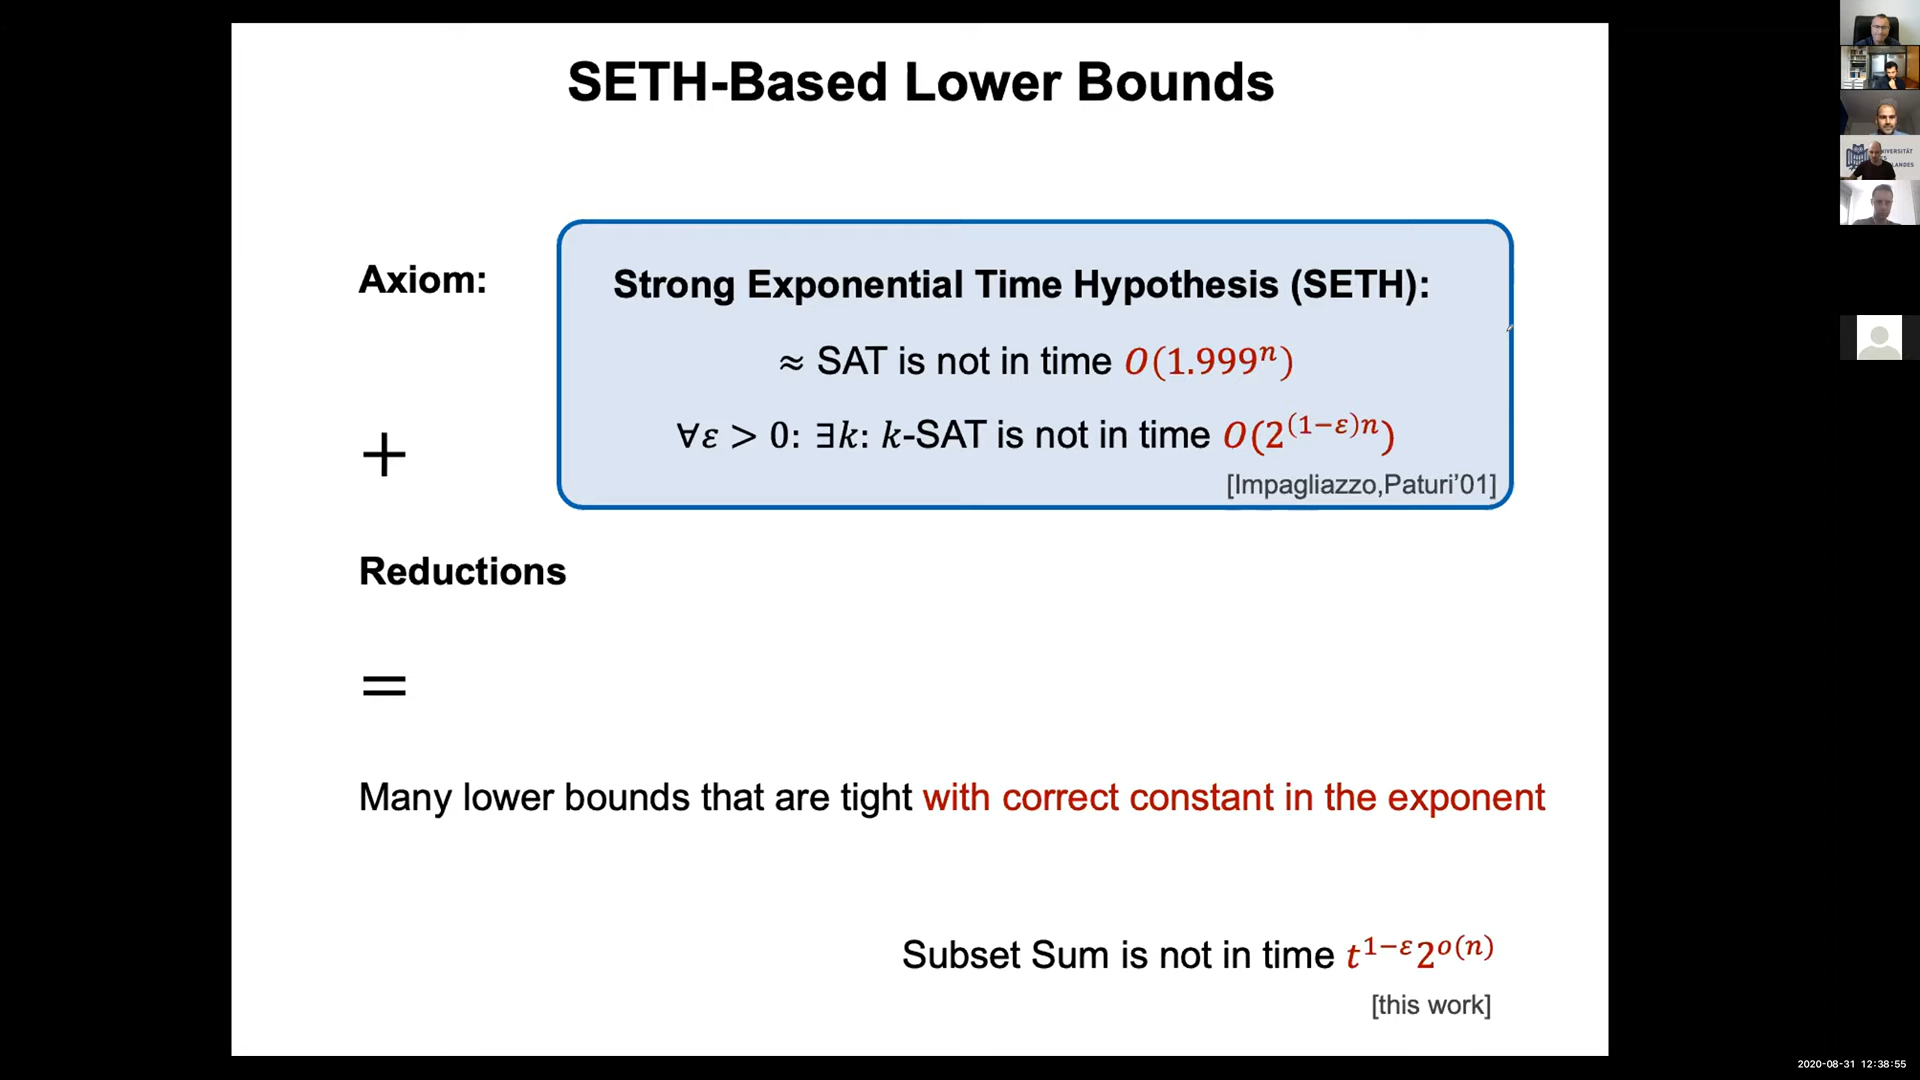 SETH-Based Lower Bounds
Axiom:
Strong Exponential Time Hypothesis (SETH):
≈ SAT is not in time O(1.999ⁿ)
∀ε > 0: ∃k: k-SAT is not in time O(2^{(1−ε)n})
[Impagliazzo,Paturi’01]
+
Reductions
=
Many lower bounds that are tight with correct constant in the exponent
Subset Sum is not in time t^{1−ε}2^{o(n)}
[this work]
LANDES
2020-08-31 12:38:55